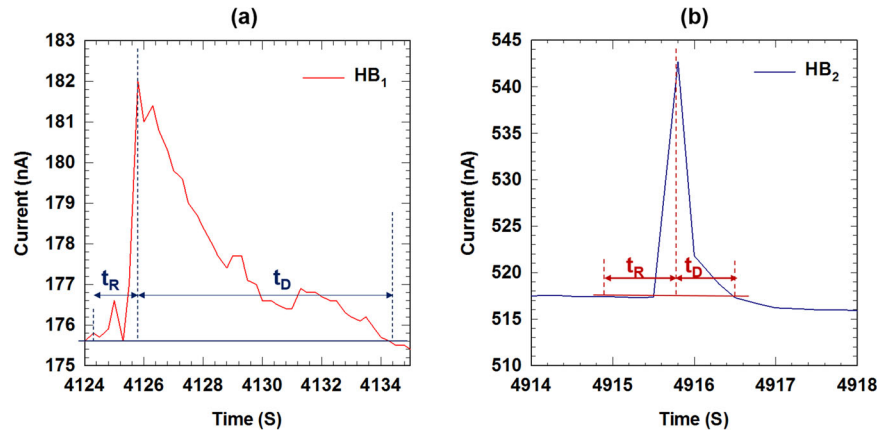 (a)
183
182
181
180
179
178
177
176
175
Current (nA)
HB1
tR
tD
4124 4126 4128 4130 4132 4134
Time (S)
(b)
545
540
535
530
525
520
515
510
Current (nA)
HB2
tR
tD
4914 4915 4916 4917 4918
Time (S)